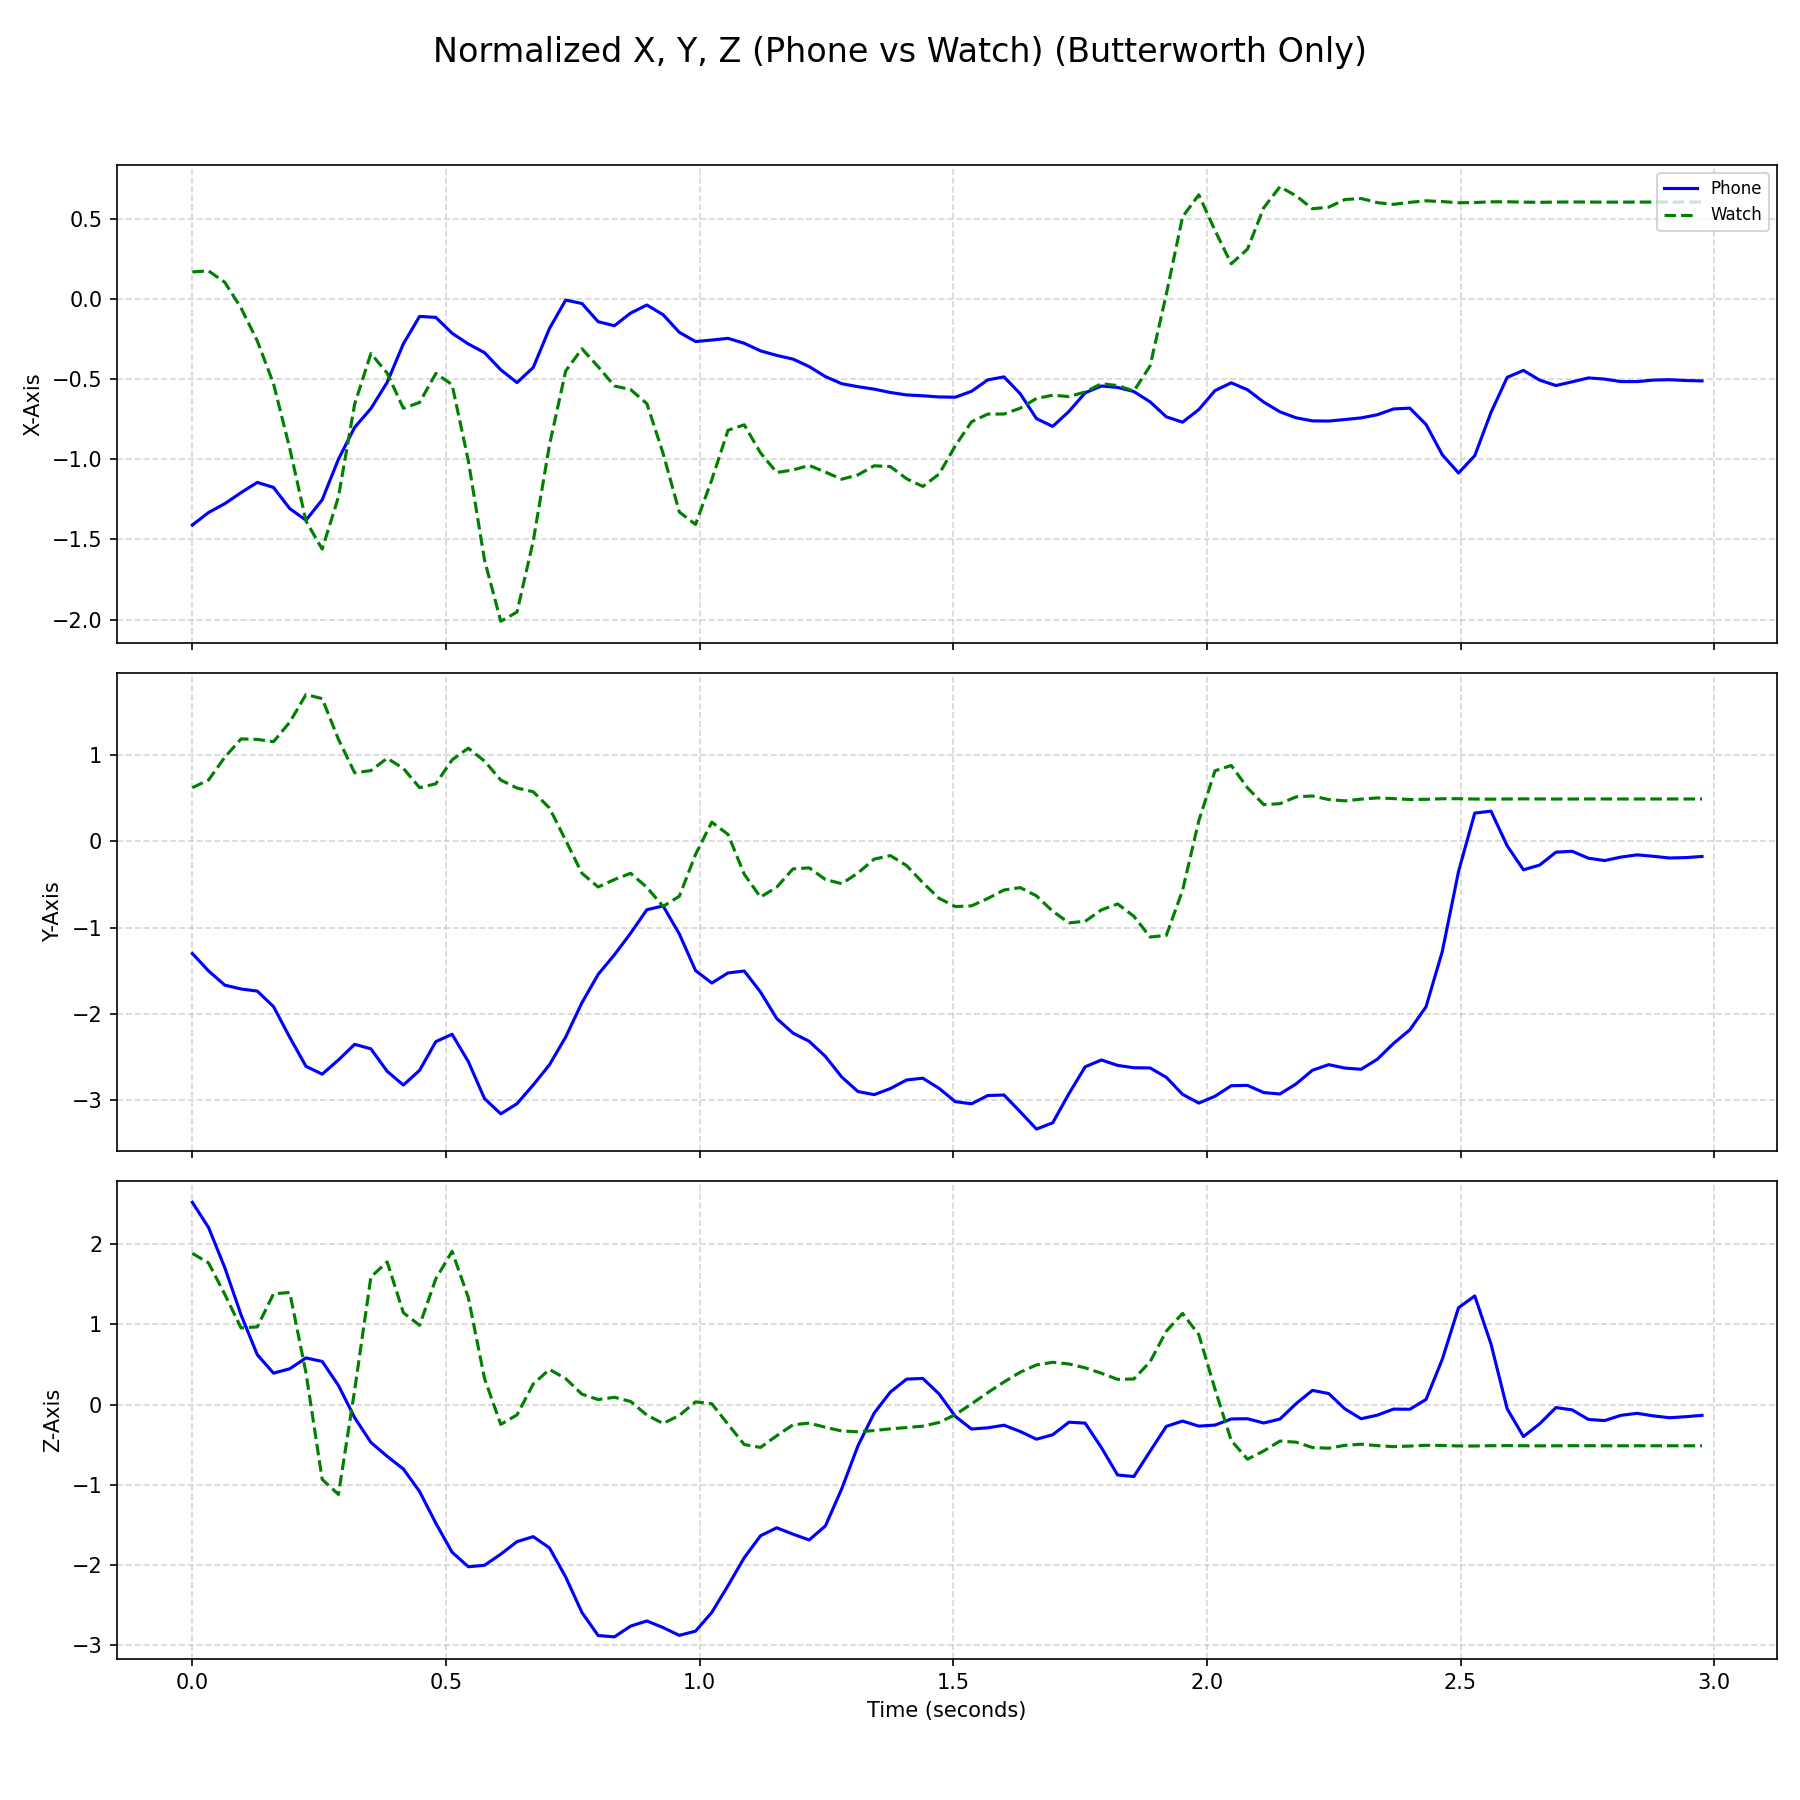 Normalized X, Y, Z (Phone vs Watch) (Butterworth Only)
Phone
Watch
X-Axis
0.5
0.0
−0.5
−1.0
−1.5
−2.0
Y-Axis
1
0
−1
−2
−3
Z-Axis
2
1
0
−1
−2
−3
0.0 0.5 1.0 1.5 2.0 2.5 3.0
Time (seconds)